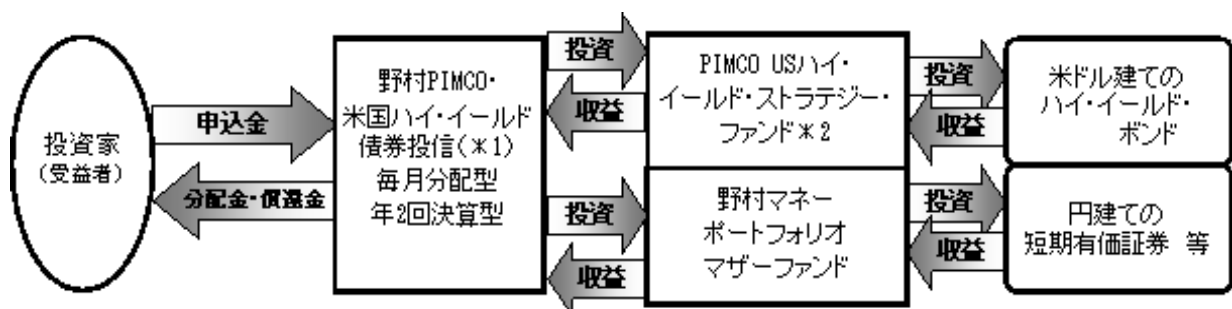 投資家
(受益者)
申込金
分配金・償還金
野村PIMCO・
米国ハイ・イールド
債券投信(*1)
毎月分配型
年2回決算型
投資
収益
投資
収益
PIMCO USハイ・
イールド・ストラテジー・
ファンド*2
野村マネー
ポートフォリオ
マザーファンド
投資
収益
投資
収益
米ドル建ての
ハイ・イールド・
ボンド
円建ての
短期有価証券 等